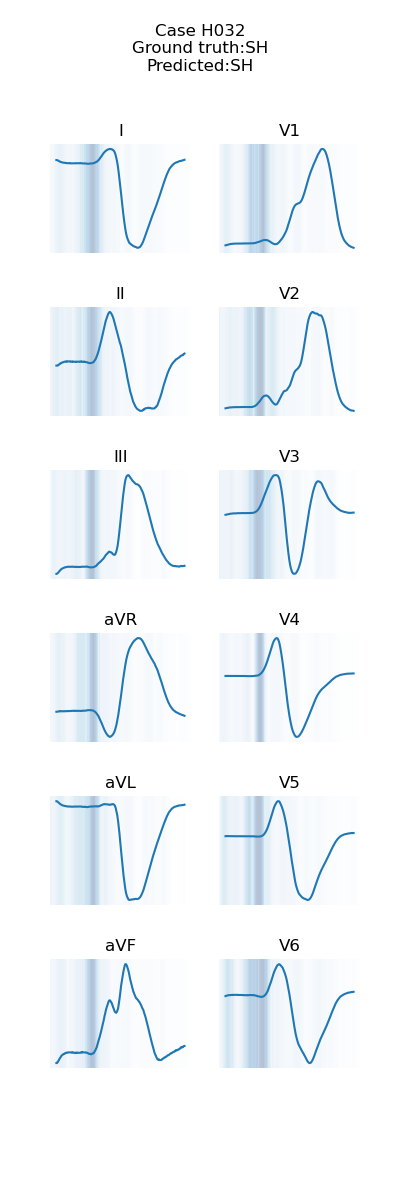 Case H032
Ground truth:SH
Predicted:SH
I
V1
II
V2
III
V3
aVR
V4
aVL
V5
aVF
V6